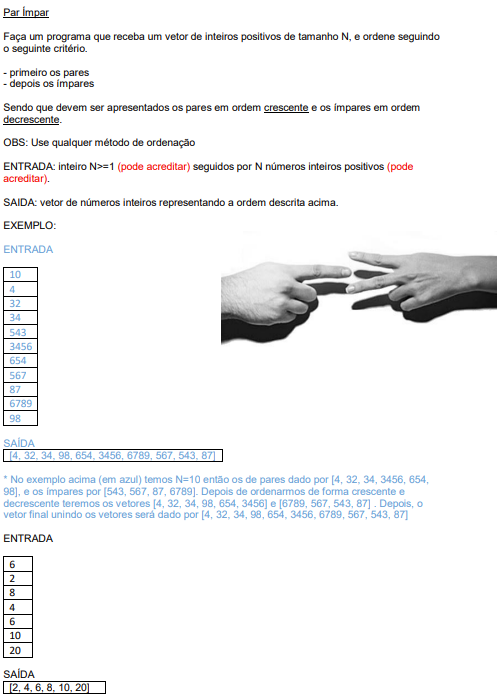 Par Ímpar
Faça um programa que receba um vetor de inteiros positivos de tamanho N, e ordene seguindo
o seguinte critério.
- primeiro os pares
- depois os ímpares
Sendo que devem ser apresentados os pares em ordem crescente e os ímpares em ordem
decrescente.
OBS: Use qualquer método de ordenação
ENTRADA: inteiro N>=1 (pode acreditar) seguidos por N números inteiros positivos (pode
acreditar).
SAIDA: vetor de números inteiros representando a ordem descrita acima.
EXEMPLO:
ENTRADA
10
4
32
34
543
3456
654
567
87
6789
98
SAÍDA
[4, 32, 34, 98, 654, 3456, 6789, 567, 543, 87]
* No exemplo acima (em azul) temos N=10 então os de pares dado por [4, 32, 34, 3456, 654,
98], e os ímpares por [543, 567, 87, 6789]. Depois de ordenarmos de forma crescente e
decrescente teremos os vetores [4, 32, 34, 98, 654, 3456] e [6789, 567, 543, 87] . Depois, o
vetor final unindo os vetores será dado por [4, 32, 34, 98, 654, 3456, 6789, 567, 543, 87]
ENTRADA
6
2
8
4
6
10
20
SAÍDA
[2, 4, 6, 8, 10, 20]